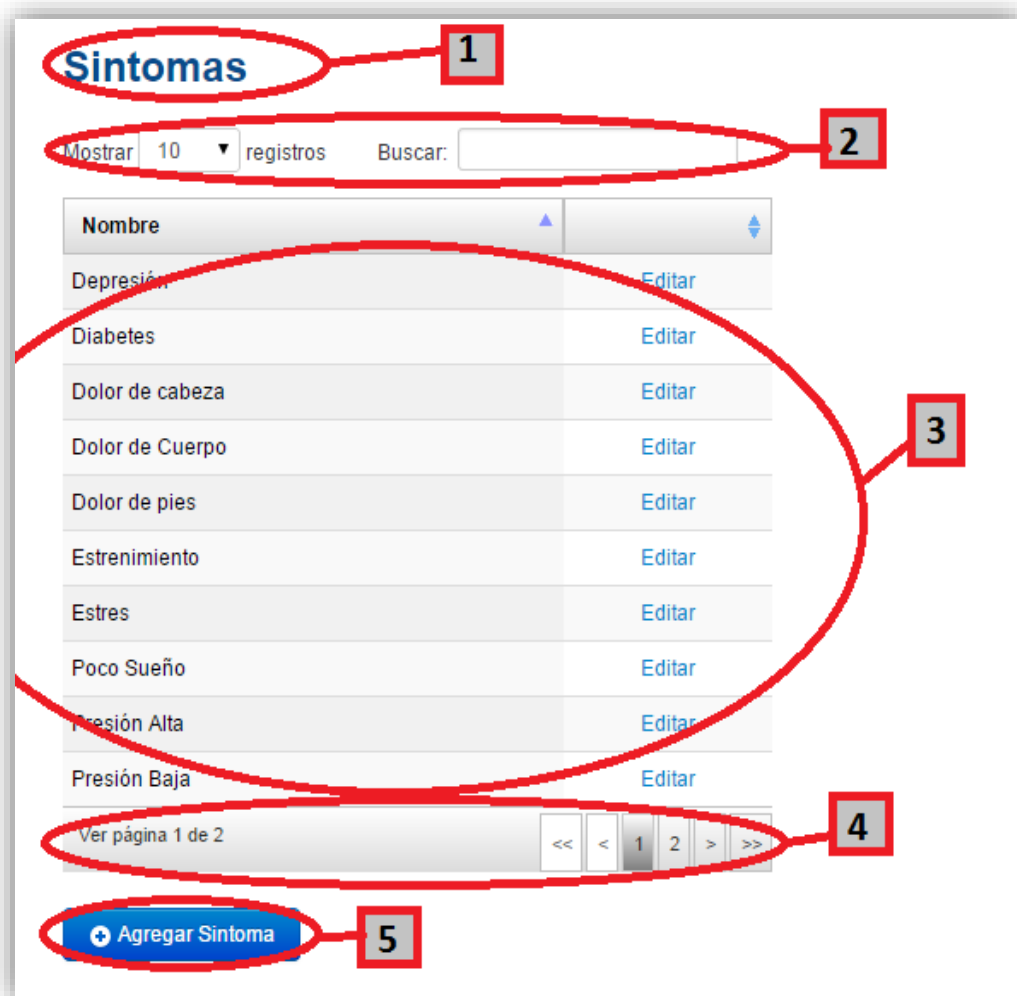 Sintomas 1
Mostrar 10 registros Buscar: 2
Nombre
Depresión Editar
Diabetes Editar
Dolor de cabeza Editar
Dolor de Cuerpo Editar
3
Dolor de pies Editar
Estrenimiento Editar
Estres Editar
Poco Sueño Editar
Presión Alta Editar
Presión Baja Editar
Ver página 1 de 2 << < 1 2 > >> 4
Agregar Sintoma 5